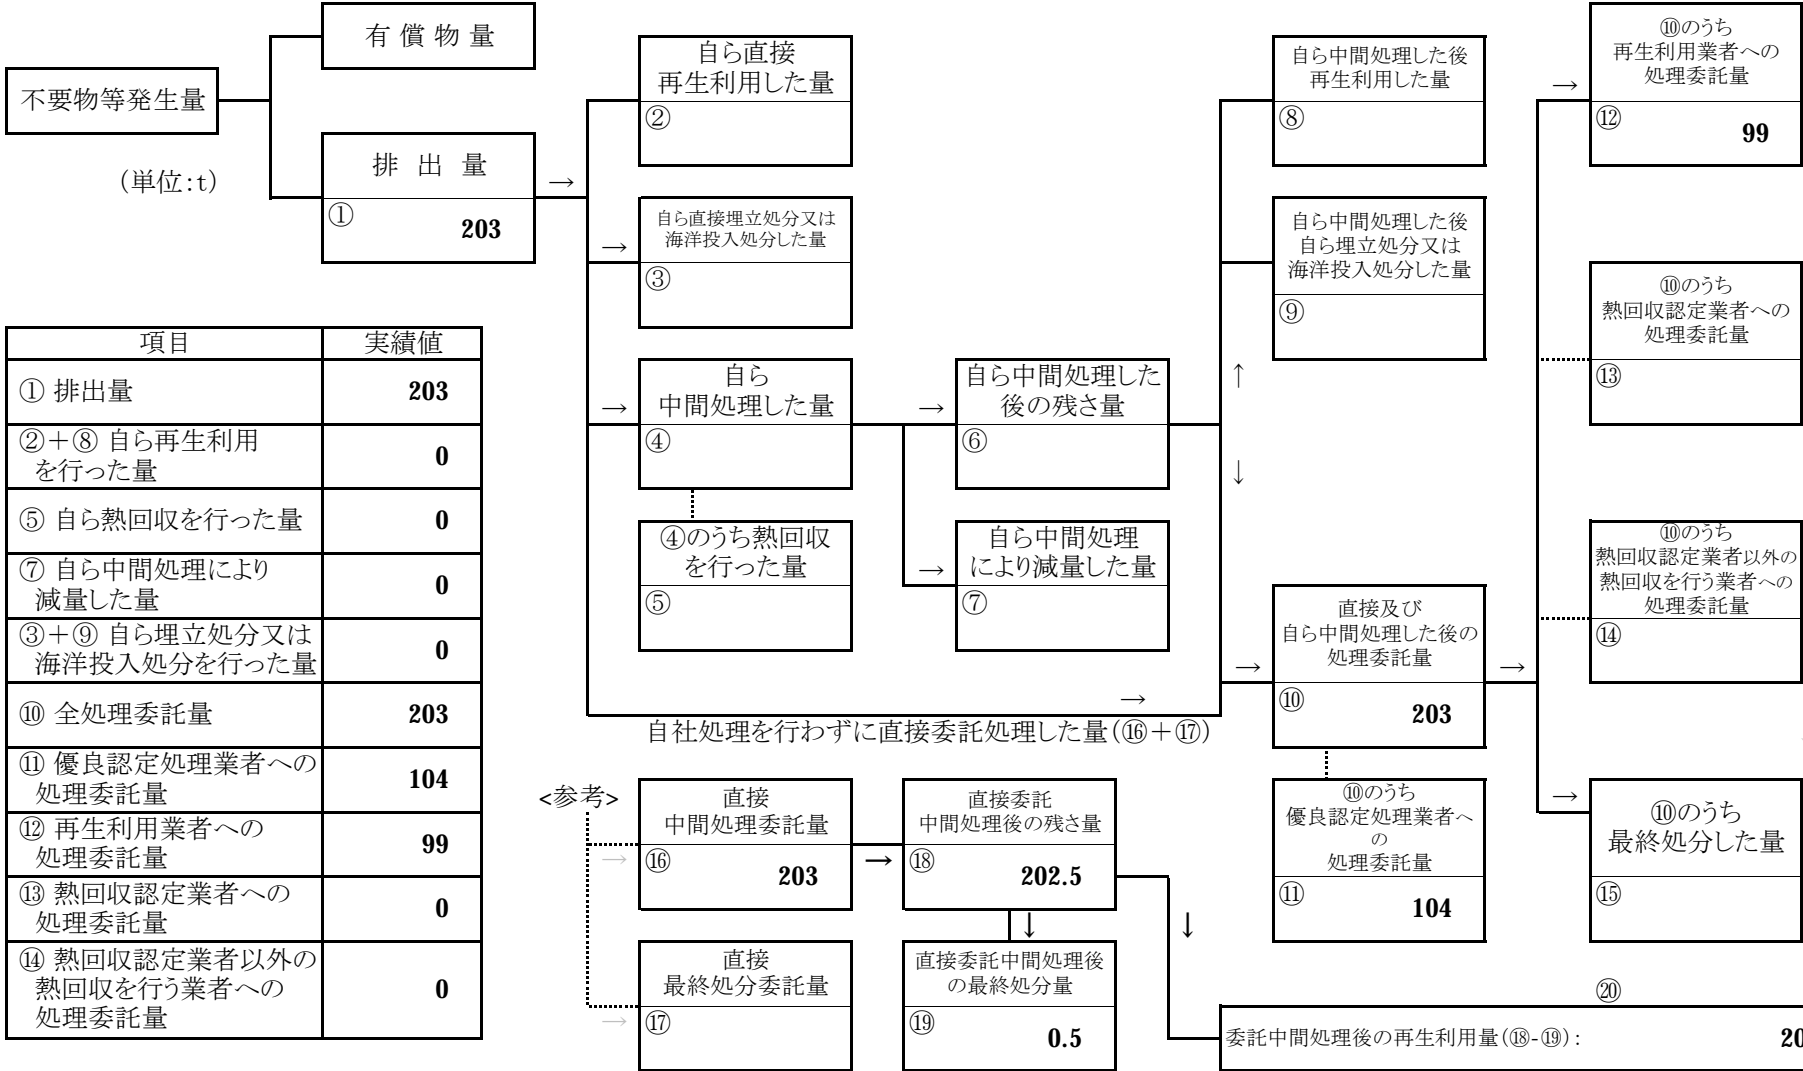 不要物等発生量
(単位:t)
有 償 物 量
排 出 量
①
203
→
自ら直接
再生利用した量
②
→
自ら直接埋立処分又は
海洋投入処分した量
③
→
自ら
中間処理した量
④
④のうち熱回収
を行った量
⑤
→
自ら中間処理した
後の残さ量
⑥
→
自ら中間処理
により減量した量
⑦
自ら中間処理した後
再生利用した量
⑧
自ら中間処理した後
自ら埋立処分又は
海洋投入処分した量
⑨
↑
↓
→
自社処理を行わずに直接委託処理した量(⑯+⑰)
→
直接及び
自ら中間処理した後の
処理委託量
⑩
203
→
⑩のうち
優良認定処理業者へ
の
処理委託量
⑪
104
→
⑩のうち
再生利用業者への
処理委託量
⑫
99
⑩のうち
熱回収認定業者への
処理委託量
⑬
⑩のうち
熱回収認定業者以外の
熱回収を行う業者への
処理委託量
⑭
→
⑩のうち
最終処分した量
⑮
項目 実績値
① 排出量 203
②+⑧ 自ら再生利用
を行った量 0
⑤ 自ら熱回収を行った量 0
⑦ 自ら中間処理により
減量した量 0
③+⑨ 自ら埋立処分又は
海洋投入処分を行った量 0
⑩ 全処理委託量 203
⑪ 優良認定処理業者への
処理委託量 104
⑫ 再生利用業者への
処理委託量 99
⑬ 熱回収認定業者への
処理委託量 0
⑭ 熱回収認定業者以外の
熱回収を行う業者への
処理委託量 0
<参考>
→
直接
中間処理委託量
⑯
203
→
直接委託
中間処理後の残さ量
⑱
202.5
↓
→
直接
最終処分委託量
⑰
直接委託中間処理後
の最終処分量
⑲
0.5
↓
⑳
委託中間処理後の再生利用量(⑱-⑲):
20